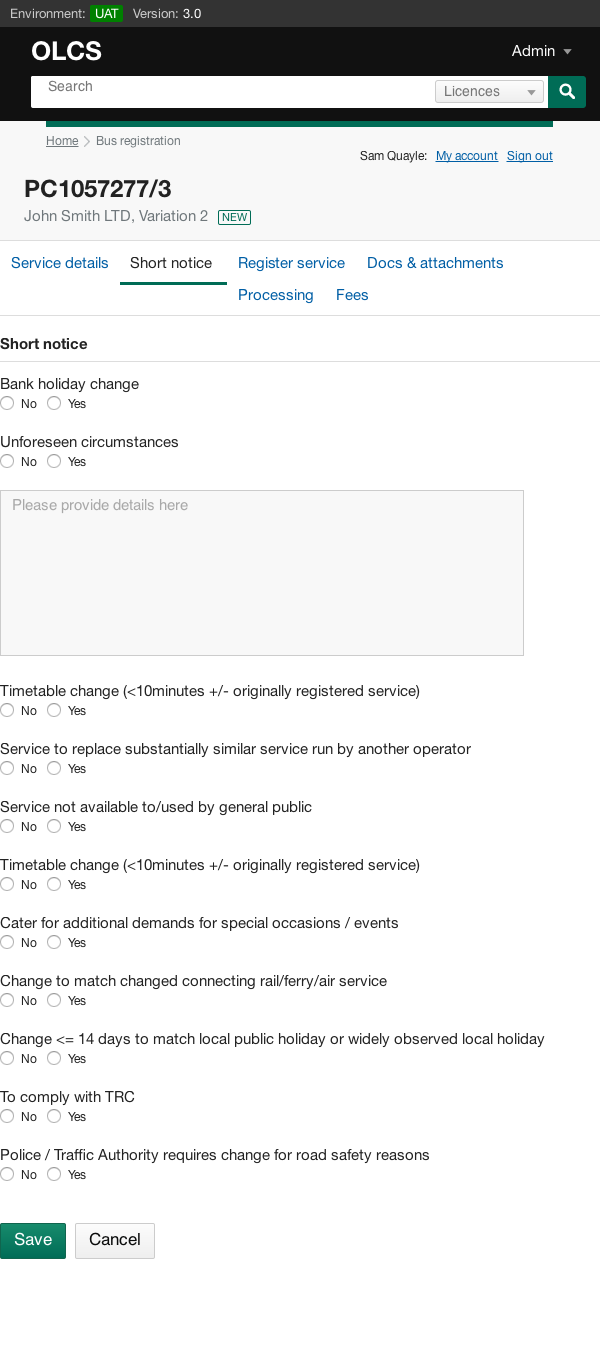 Environment: UAT Version: 3.0
OLCS Admin
Search Licences
Home Bus registration
Sam Quayle: My account Sign out
PC1057277/3
John Smith LTD, Variation 2 NEW
Service details Short notice Register service Docs & attachments
Processing Fees
Short notice
Bank holiday change
No Yes
Unforeseen circumstances
No Yes
Please provide details here
Timetable change (<10minutes +/- originally registered service)
No Yes
Service to replace substantially similar service run by another operator
No Yes
Service not available to/used by general public
No Yes
Timetable change (<10minutes +/- originally registered service)
No Yes
Cater for additional demands for special occasions / events
No Yes
Change to match changed connecting rail/ferry/air service
No Yes
Change <= 14 days to match local public holiday or widely observed local holiday
No Yes
To comply with TRC
No Yes
Police / Traffic Authority requires change for road safety reasons
No Yes
Save Cancel